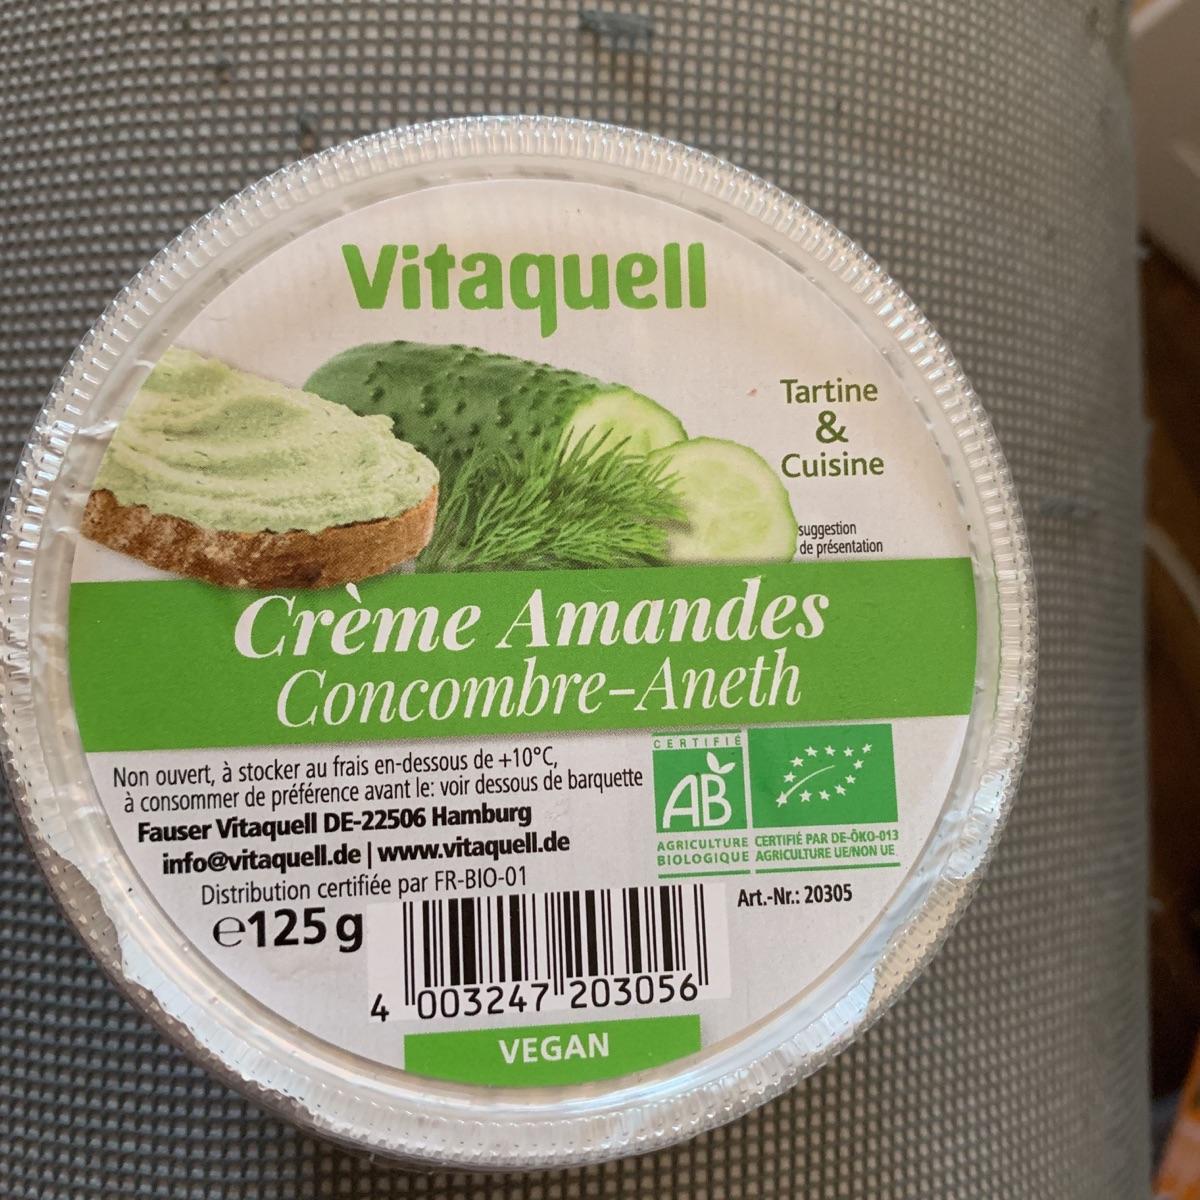 Vitaquell
Tartine
&
Cuisine
suggestion
de présentation
Crème Amandes
Concombre-Aneth
Non ouvert, à stocker au frais en-dessous de +10°C,
à consommer de préférence avant le: voir dessous de barquette
Fauser Vitaquell DE-22506 Hamburg
info@vitaquell.de | www.vitaquell.de
Distribution certifiée par FR-BIO-01
℮125 g
CERTIFIÉ
AB
AGRICULTURE
BIOLOGIQUE
CERTIFIÉ PAR DE-ÖKO-013
AGRICULTURE UE/NON UE
Art.-Nr.: 20305
4 003247 203056
VEGAN